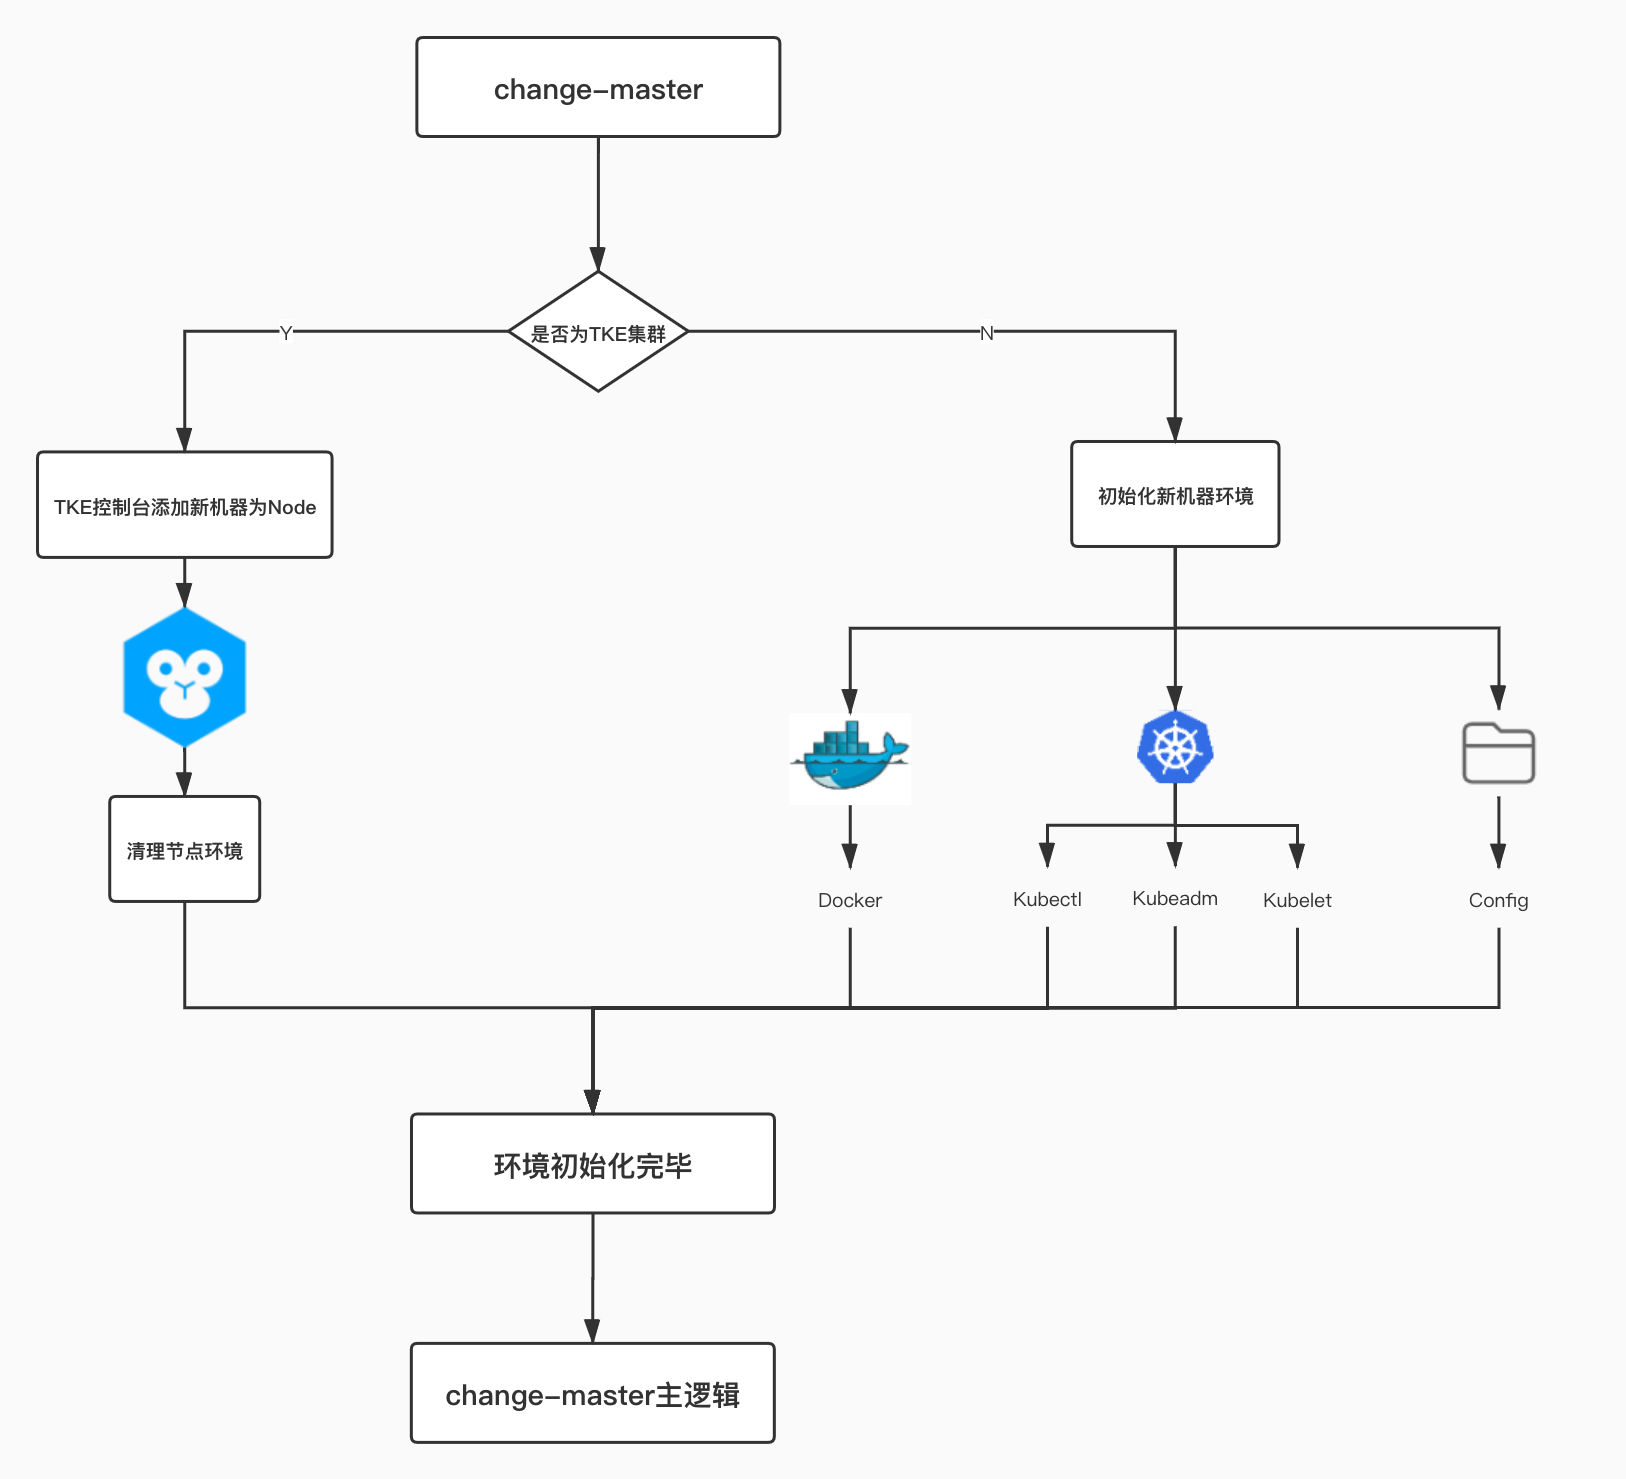 change-master
是否为TKE集群
Y
N
TKE控制台添加新机器为Node
初始化新机器环境
清理节点环境
Docker
Kubectl
Kubeadm
Kubelet
Config
环境初始化完毕
change-master主逻辑